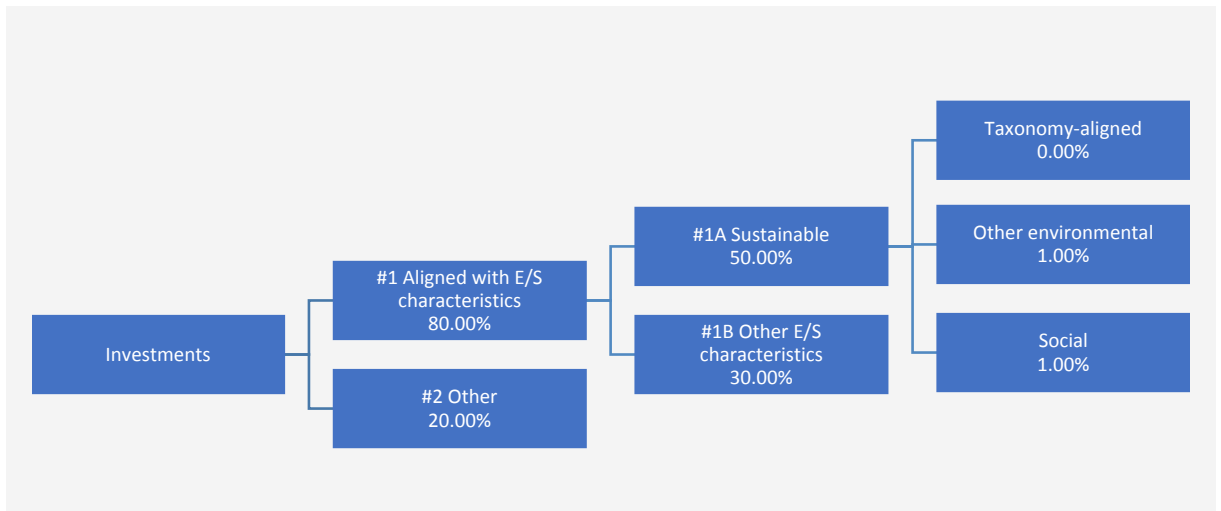 Investments
#1 Aligned with E/S
characteristics
80.00%
#2 Other
20.00%
#1A Sustainable
50.00%
#1B Other E/S
characteristics
30.00%
Taxonomy-aligned
0.00%
Other environmental
1.00%
Social
1.00%